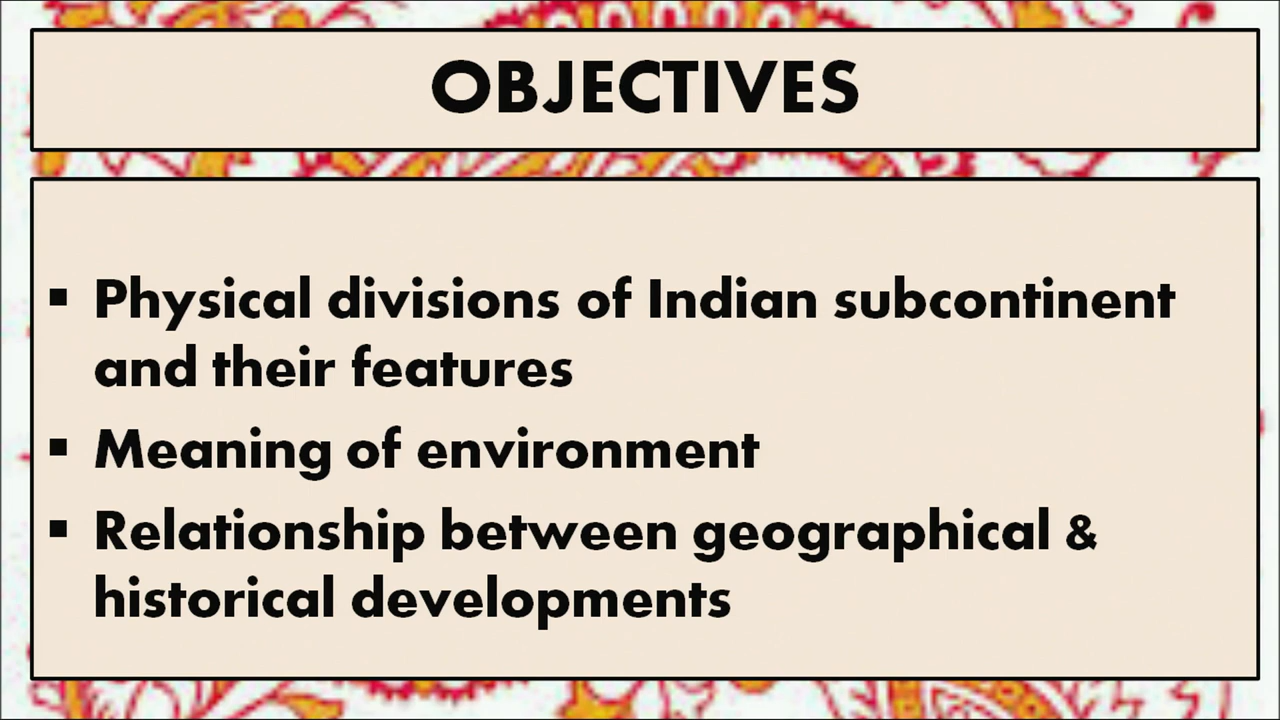 OBJECTIVES
▪ Physical divisions of Indian subcontinent
and their features
▪ Meaning of environment
▪ Relationship between geographical &
historical developments